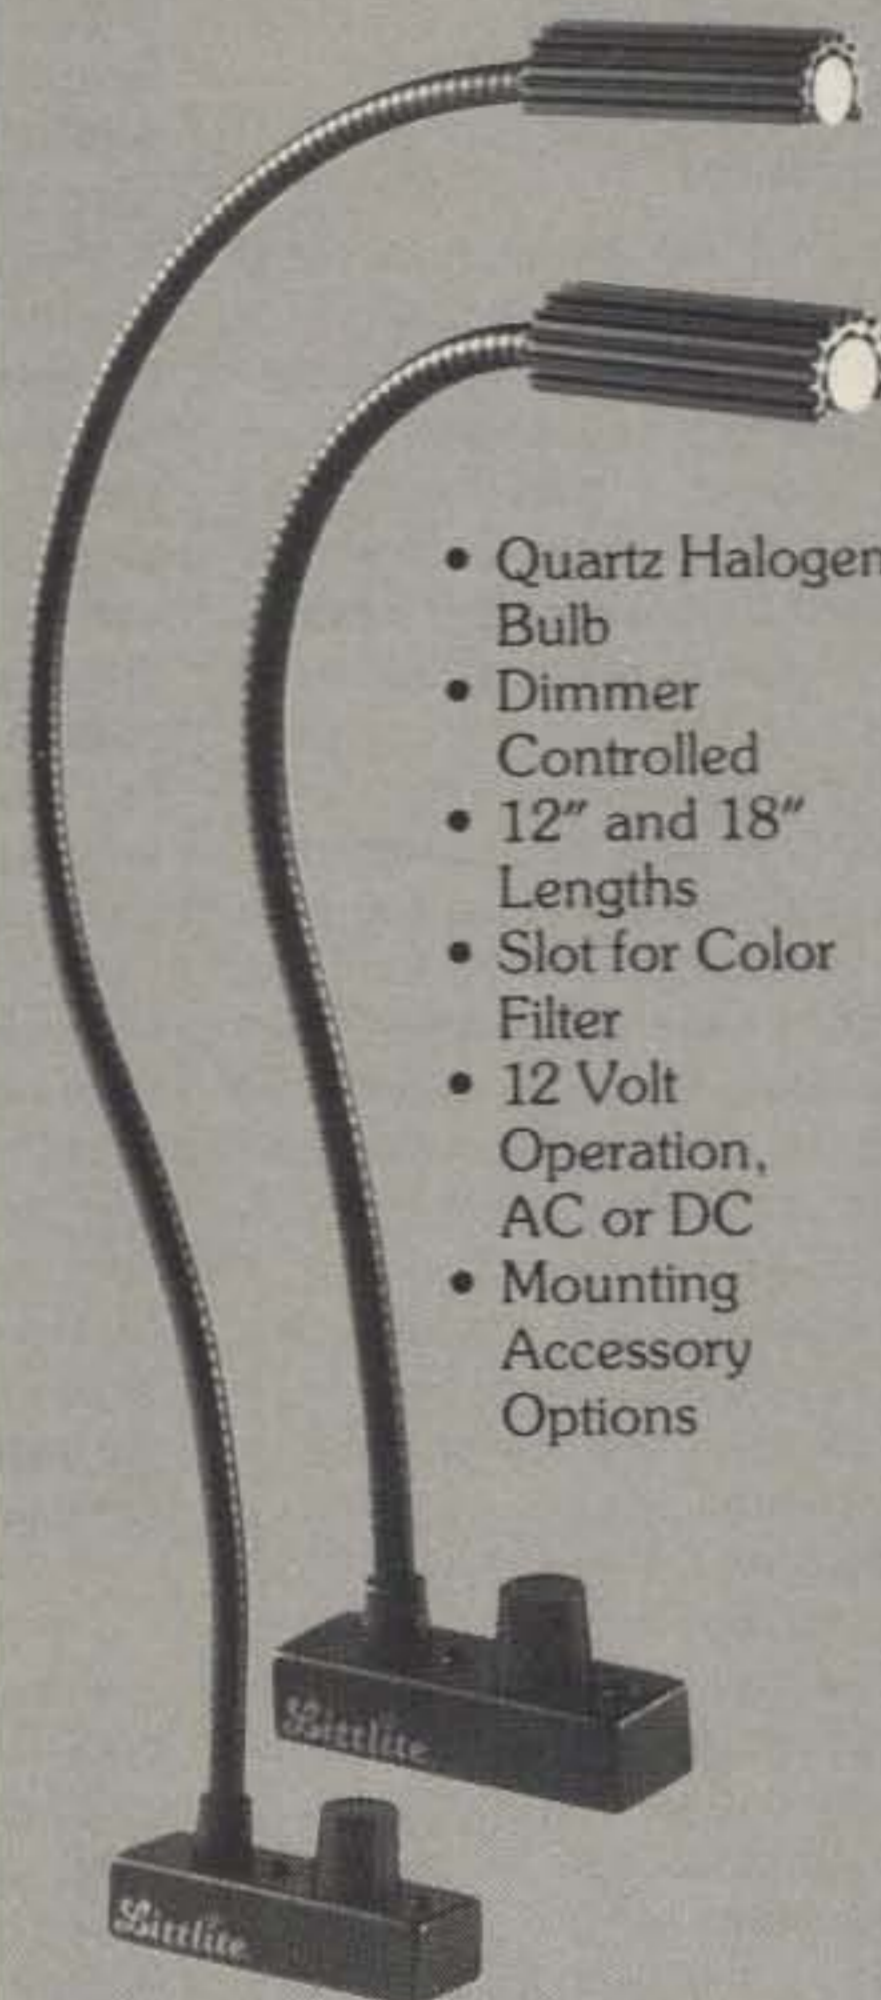 • Quartz Halogen
Bulb
• Dimmer
Controlled
• 12" and 18"
Lengths
• Slot for Color
Filter
• 12 Volt
Operation,
AC or DC
• Mounting
Accessory
Options
Littlite
Littlite